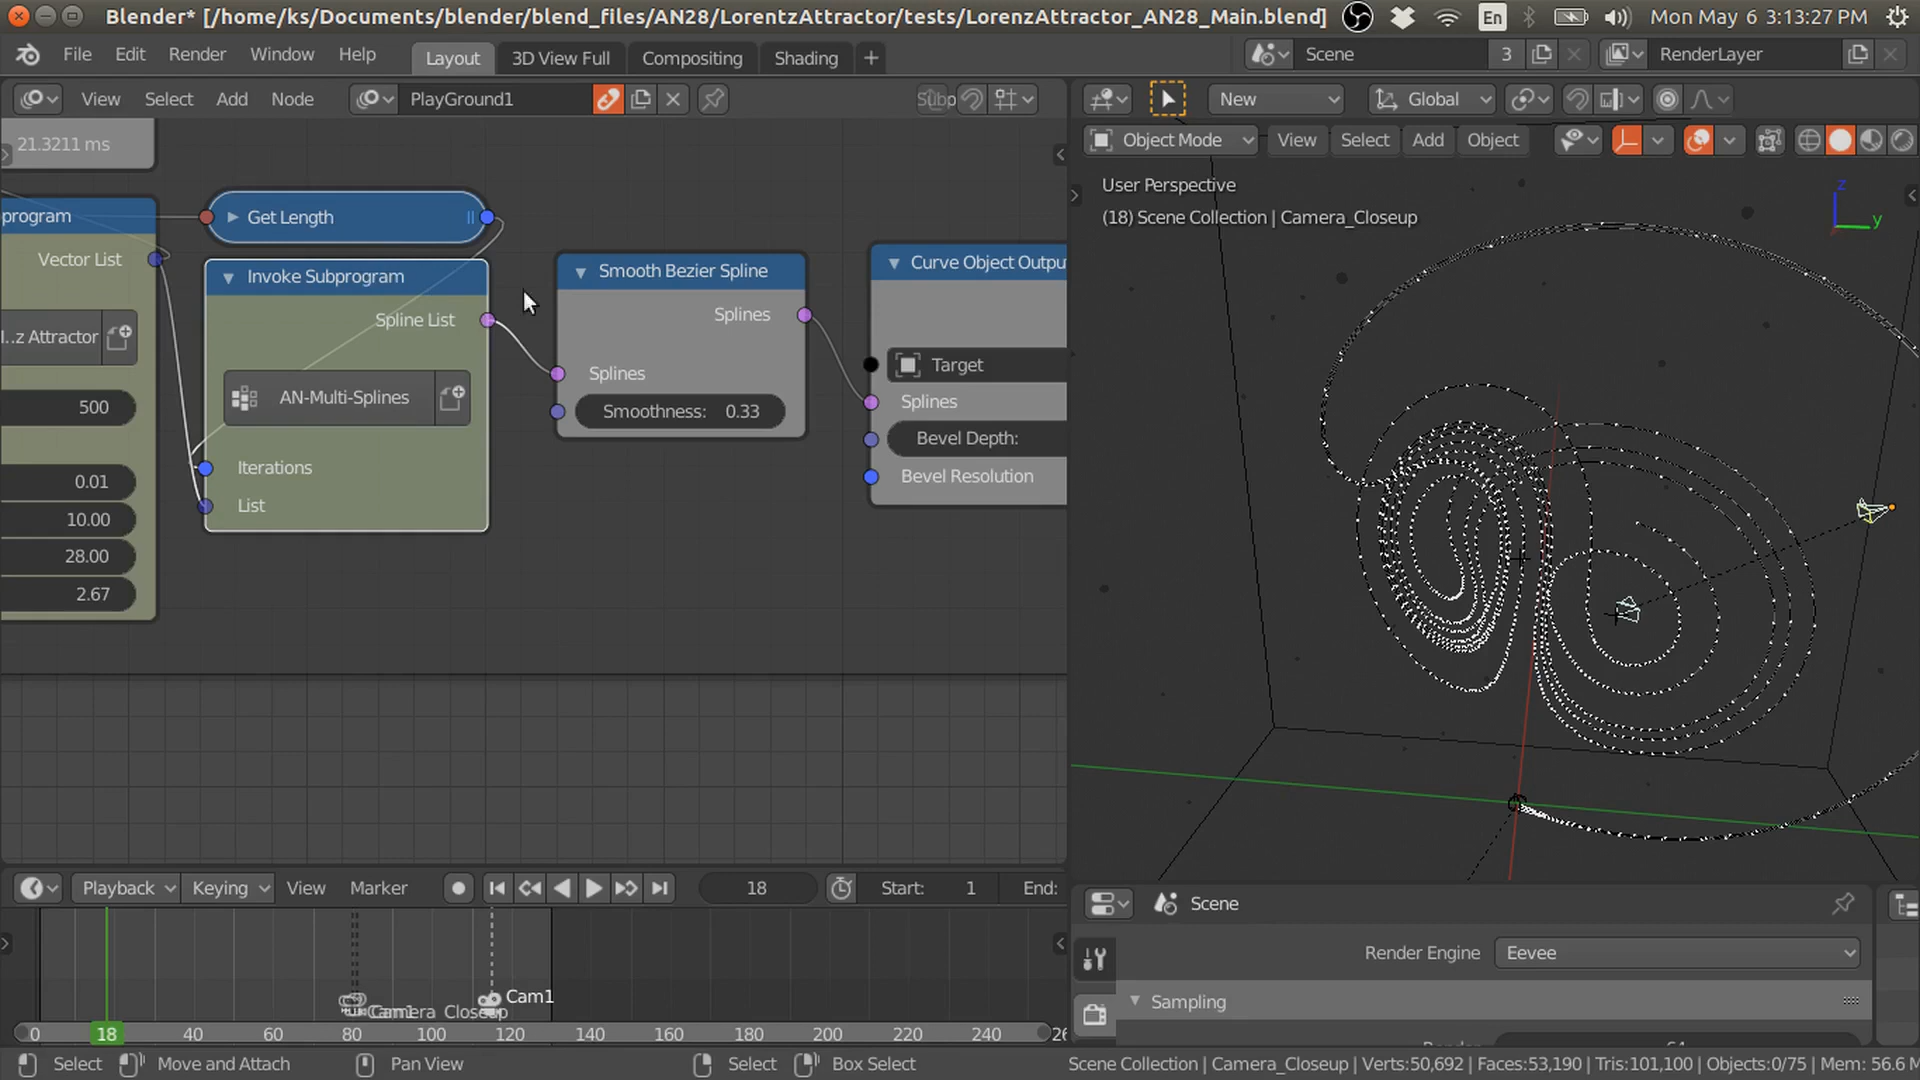 Blender* [/home/ks/Documents/blender/blend_files/AN28/LorentzAttractor/tests/LorenzAttractor_AN28_Main.blend]
En
Mon May 6 3:13:27 PM
File Edit Render Window Help
Layout 3D View Full Compositing Shading +
Scene 3
RenderLayer
View Select Add Node
PlayGround1
Subp
New
Global
Object Mode View Select Add Object
21.3211 ms
User Perspective
(18) Scene Collection | Camera_Closeup
z
y
program
Vector List
I..z Attractor
500
0.01
10.00
28.00
2.67
Get Length
Invoke Subprogram
Spline List
AN-Multi-Splines
Iterations
List
Smooth Bezier Spline
Splines
Splines
Smoothness: 0.33
Curve Object Outpu
Target
Splines
Bevel Depth:
Bevel Resolution
Playback Keying View Marker
18
Start: 1 End:
Cam1
Camera_Closeup
Cam1
0 18 40 60 80 100 120 140 160 180 200 220 240 26
Scene
Render Engine Eevee
Sampling
Select Move and Attach Pan View Select Box Select
Scene Collection | Camera_Closeup | Verts:50,692 | Faces:53,190 | Tris:101,100 | Objects:0/75 | Mem: 56.6 M